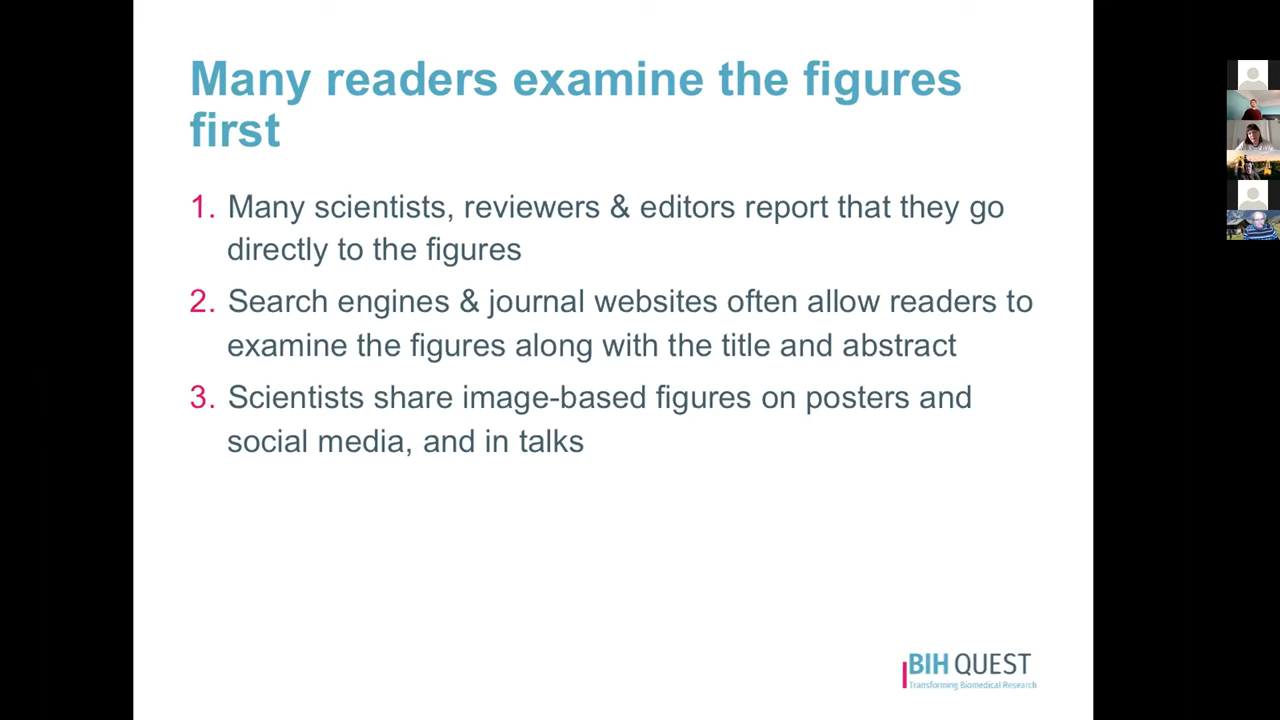 Many readers examine the figures
first
1. Many scientists, reviewers & editors report that they go
directly to the figures
2. Search engines & journal websites often allow readers to
examine the figures along with the title and abstract
3. Scientists share image-based figures on posters and
social media, and in talks
BIH QUEST
Transforming Biomedical Research